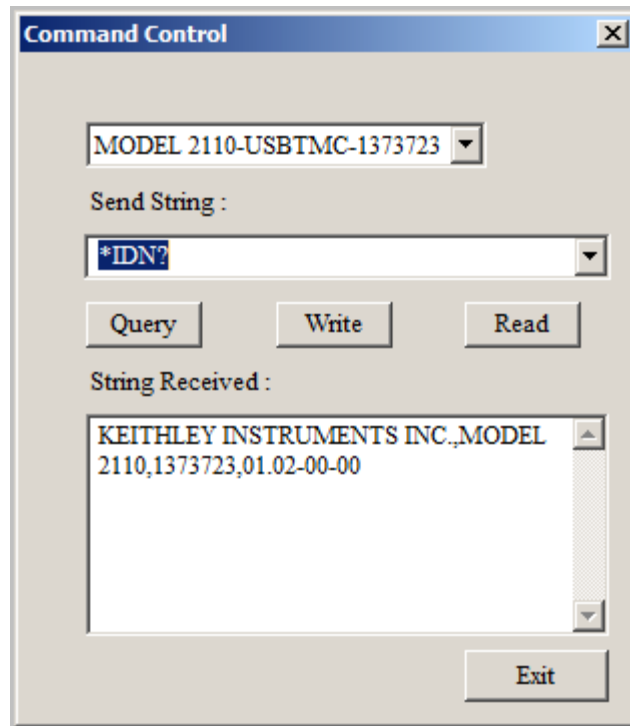 Command Control
MODEL 2110-USBTMC-1373723
Send String :
*IDN?
Query Write Read
String Received :
KEITHLEY INSTRUMENTS INC.,MODEL
2110,1373723,01.02-00-00
Exit